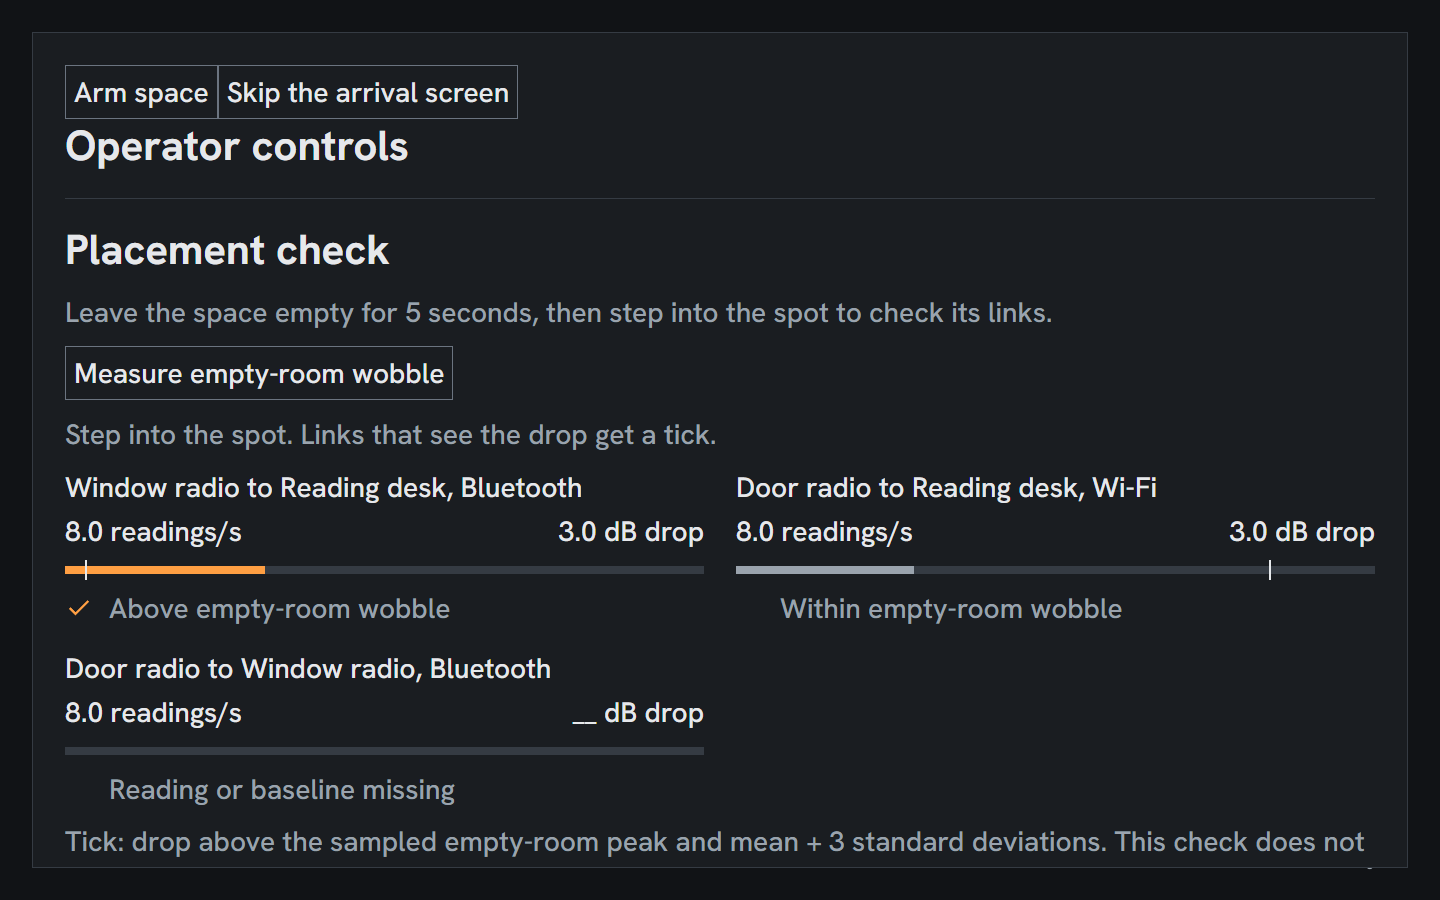 Arm space Skip the arrival screen
Operator controls
Placement check
Leave the space empty for 5 seconds, then step into the spot to check its links.
Measure empty-room wobble
Step into the spot. Links that see the drop get a tick.
Window radio to Reading desk, Bluetooth
8.0 readings/s 3.0 dB drop
Above empty-room wobble
Door radio to Reading desk, Wi-Fi
8.0 readings/s 3.0 dB drop
Within empty-room wobble
Door radio to Window radio, Bluetooth
8.0 readings/s __ dB drop
Reading or baseline missing
Tick: drop above the sampled empty-room peak and mean + 3 standard deviations. This check does not